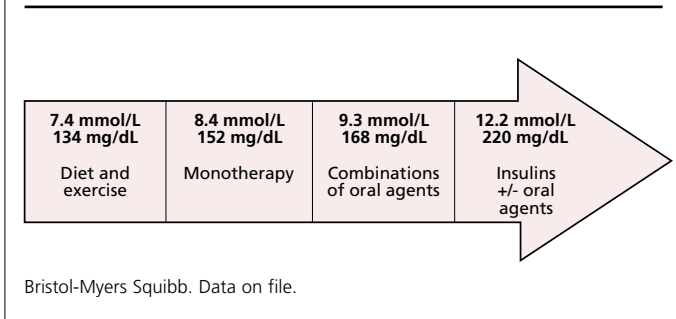 7.4 mmol/L
134 mg/dL
Diet and
exercise
8.4 mmol/L
152 mg/dL
Monotherapy
9.3 mmol/L
168 mg/dL
Combinations
of oral agents
12.2 mmol/L
220 mg/dL
Insulins
+/- oral
agents
Bristol-Myers Squibb. Data on file.